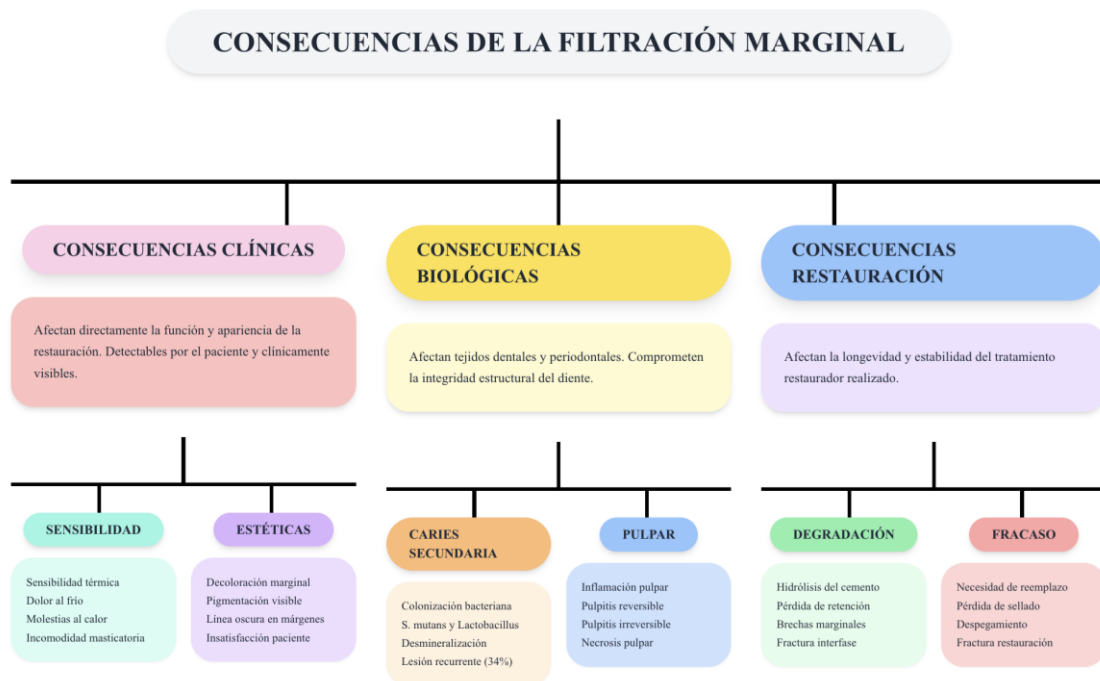 CONSECUENCIAS DE LA FILTRACIÓN MARGINAL
CONSECUENCIAS CLÍNICAS
Afectan directamente la función y apariencia de la
restauración. Detectables por el paciente y clínicamente
visibles.
SENSIBILIDAD
Sensibilidad térmica
Dolor al frío
Molestias al calor
Incomodidad masticatoria
ESTÉTICAS
Decoloración marginal
Pigmentación visible
Línea oscura en márgenes
Insatisfacción paciente
CONSECUENCIAS
BIOLÓGICAS
Afectan tejidos dentales y periodontales. Comprometen
la integridad estructural del diente.
CARIES
SECUNDARIA
Colonización bacteriana
S. mutans y Lactobacillus
Desmineralización
Lesión recurrente (34%)
PULPAR
Inflamación pulpar
Pulpitis reversible
Pulpitis irreversible
Necrosis pulpar
CONSECUENCIAS
RESTAURACIÓN
Afectan la longevidad y estabilidad del tratamiento
restaurador realizado.
DEGRADACIÓN
Hidrólisis del cemento
Pérdida de retención
Brechas marginales
Fractura interfase
FRACASO
Necesidad de reemplazo
Pérdida de sellado
Despegamiento
Fractura restauración